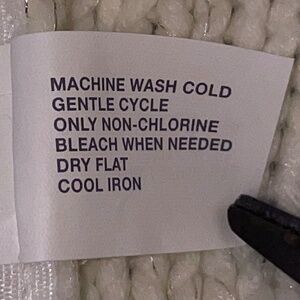 MACHINE WASH COLD
GENTLE CYCLE
ONLY NON-CHLORINE
BLEACH WHEN NEEDED
DRY FLAT
COOL IRON